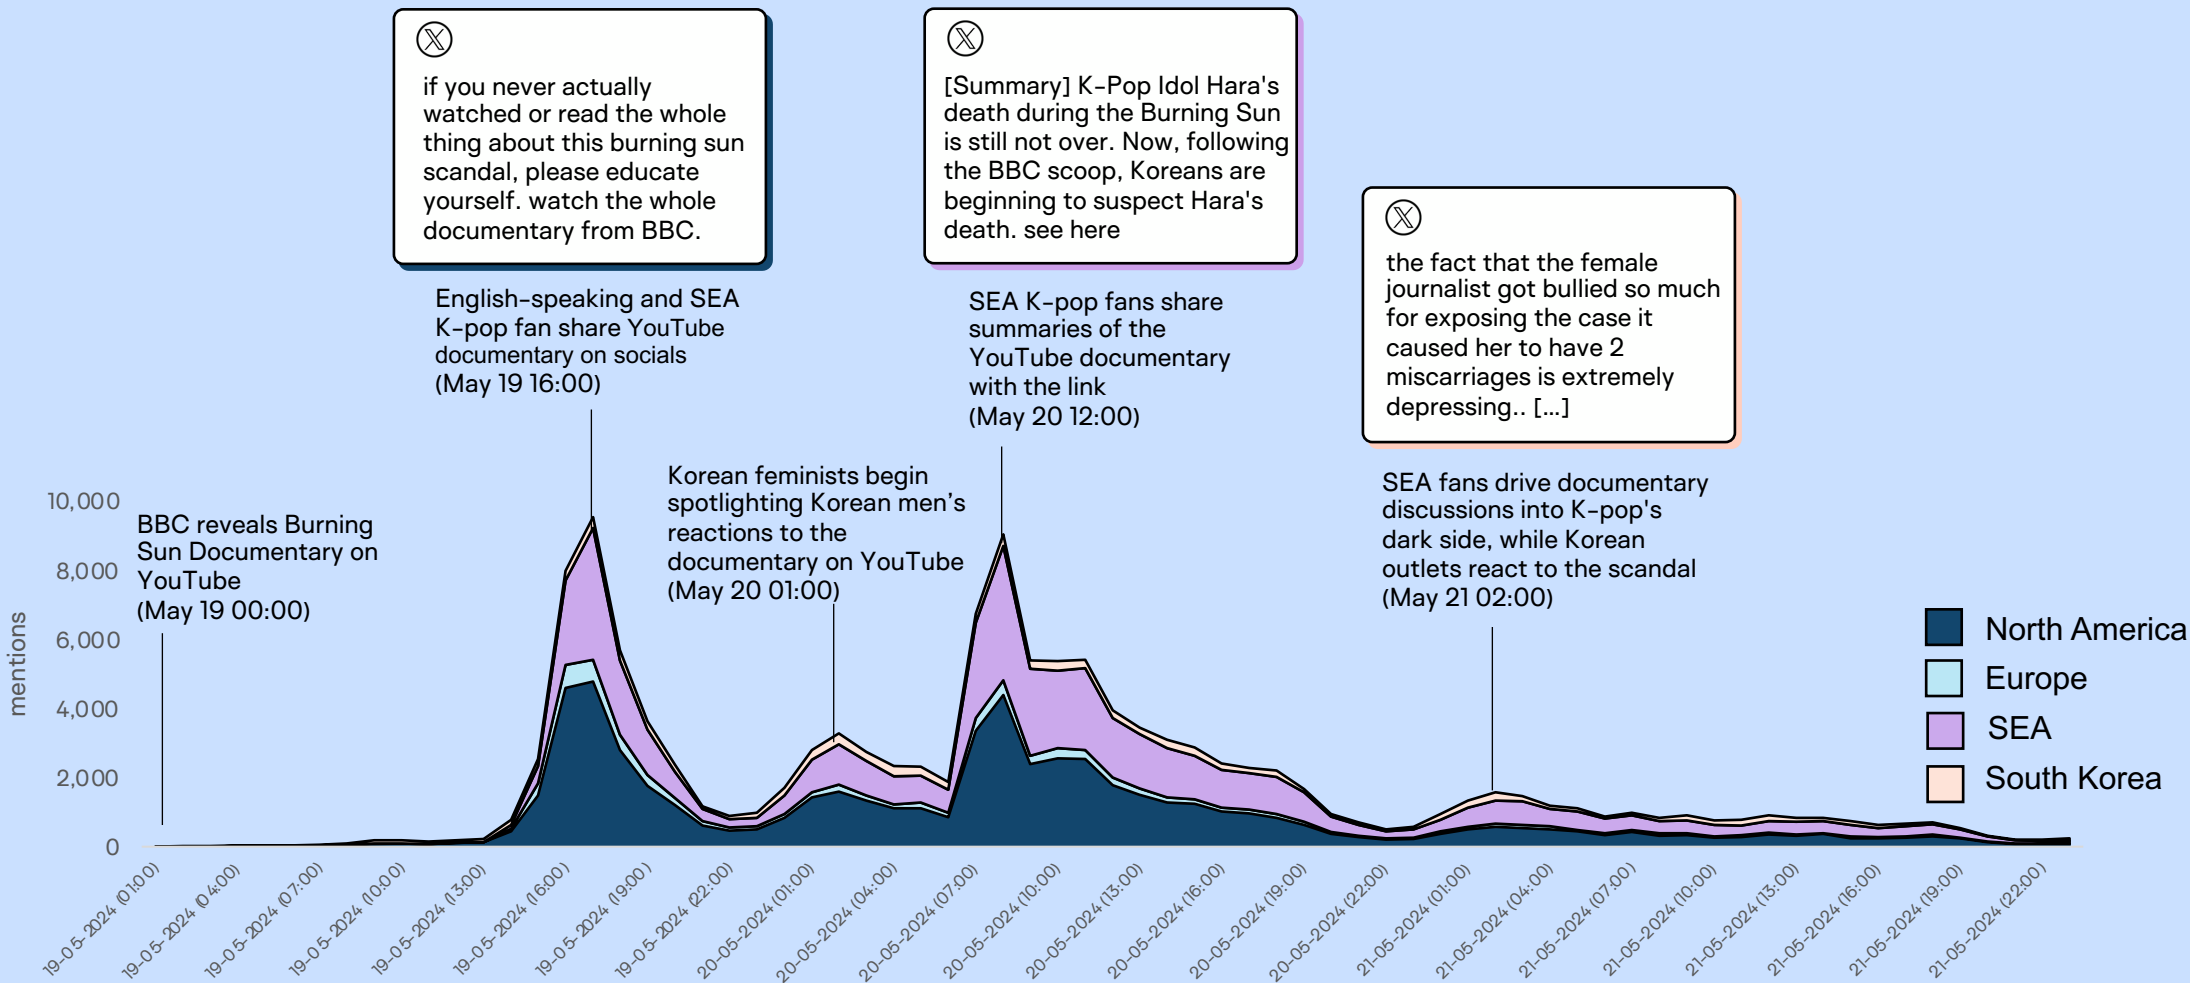 if you never actually
watched or read the whole
thing about this burning sun
scandal, please educate
yourself. watch the whole
documentary from BBC.
[Summary] K-Pop Idol Hara's
death during the Burning Sun
is still not over. Now, following
the BBC scoop, Koreans are
beginning to suspect Hara's
death. see here
the fact that the female
journalist got bullied so much
for exposing the case it
caused her to have 2
miscarriages is extremely
depressing.. [...]
English-speaking and SEA
K-pop fan share YouTube
documentary on socials
(May 19 16:00)
SEA K-pop fans share
summaries of the
YouTube documentary
with the link
(May 20 12:00)
Korean feminists begin
spotlighting Korean men's
reactions to the
documentary on YouTube
(May 20 01:00)
SEA fans drive documentary
discussions into K-pop's
dark side, while Korean
outlets react to the scandal
(May 21 02:00)
BBC reveals Burning
Sun Documentary on
YouTube
(May 19 00:00)
mentions
10,000
8,000
6,000
4,000
2,000
0
North America
Europe
SEA
South Korea
19-05-2024 (01:00)
19-05-2024 (04:00)
19-05-2024 (07:00)
19-05-2024 (10:00)
19-05-2024 (13:00)
19-05-2024 (16:00)
19-05-2024 (19:00)
19-05-2024 (22:00)
20-05-2024 (01:00)
20-05-2024 (04:00)
20-05-2024 (07:00)
20-05-2024 (10:00)
20-05-2024 (13:00)
20-05-2024 (16:00)
20-05-2024 (19:00)
20-05-2024 (22:00)
21-05-2024 (01:00)
21-05-2024 (04:00)
21-05-2024 (07:00)
21-05-2024 (10:00)
21-05-2024 (13:00)
21-05-2024 (16:00)
21-05-2024 (19:00)
21-05-2024 (22:00)